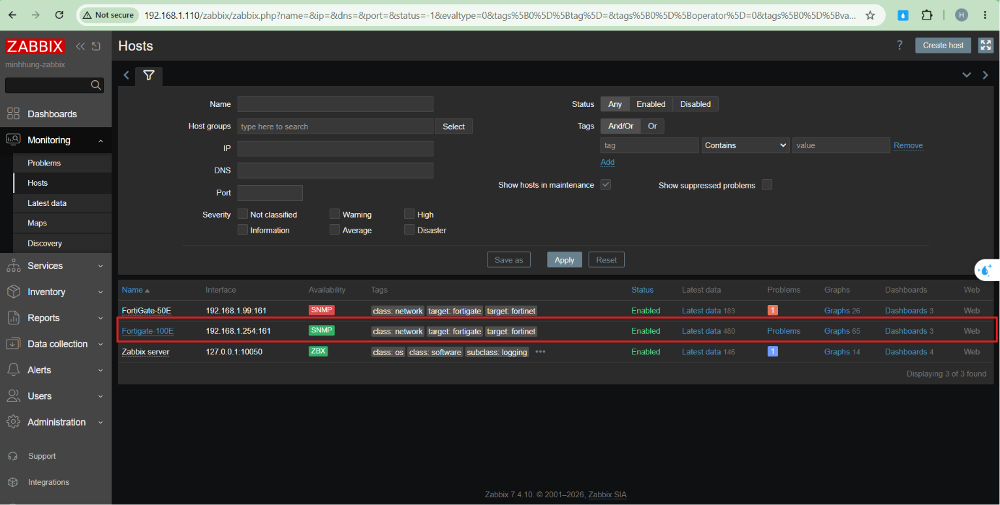 Not secure 192.168.1.110/zabbix/zabbix.php?name=&ip=&dns=&port=&status=-1&evaltype=0&tags%5B0%5D%5Btag%5D=&tags%5B0%5D%5Boperator%5D=0&tags%5B0%5D%5Bva... H
ZABBIX
minhhung-zabbix
Dashboards
Monitoring
Problems
Hosts
Latest data
Maps
Discovery
Services
Inventory
Reports
Data collection
Alerts
Users
Administration
Support
Integrations
Hosts ? Create host
Name
Host groups type here to search Select
IP
DNS
Port
Severity Not classified Warning High
Information Average Disaster
Status Any Enabled Disabled
Tags And/Or Or
tag Contains value Remove
Add
Show hosts in maintenance Show suppressed problems
Save as Apply Reset
Name Interface Availability Tags Status Latest data Problems Graphs Dashboards Web
FortiGate-50E 192.168.1.99:161 SNMP class: network target: fortigate target: fortinet Enabled Latest data 183 1 Graphs 26 Dashboards 3 Web
Fortigate-100E 192.168.1.254:161 SNMP class: network target: fortigate target: fortinet Enabled Latest data 480 Problems Graphs 65 Dashboards 3 Web
Zabbix server 127.0.0.1:10050 ZBX class: os class: software subclass: logging ••• Enabled Latest data 146 1 Graphs 14 Dashboards 4 Web
Displaying 3 of 3 found
Zabbix 7.4.10. © 2001–2026, Zabbix SIA